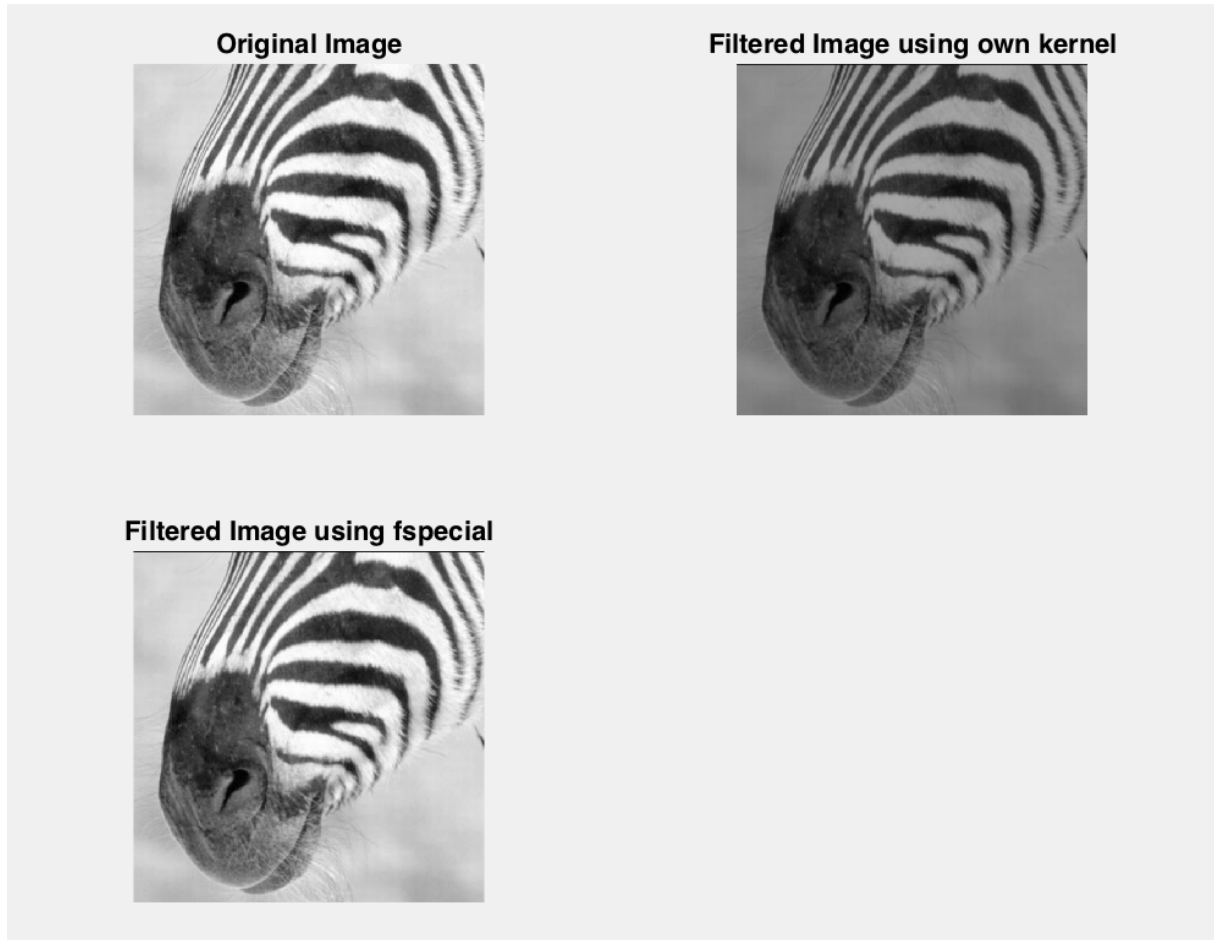 Original Image
Filtered Image using own kernel
Filtered Image using fspecial